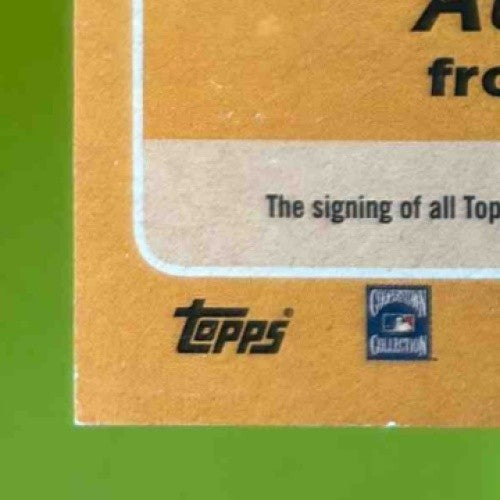 fro
The signing of all Top
Topps®
COOPERSTOWN
COLLECTION